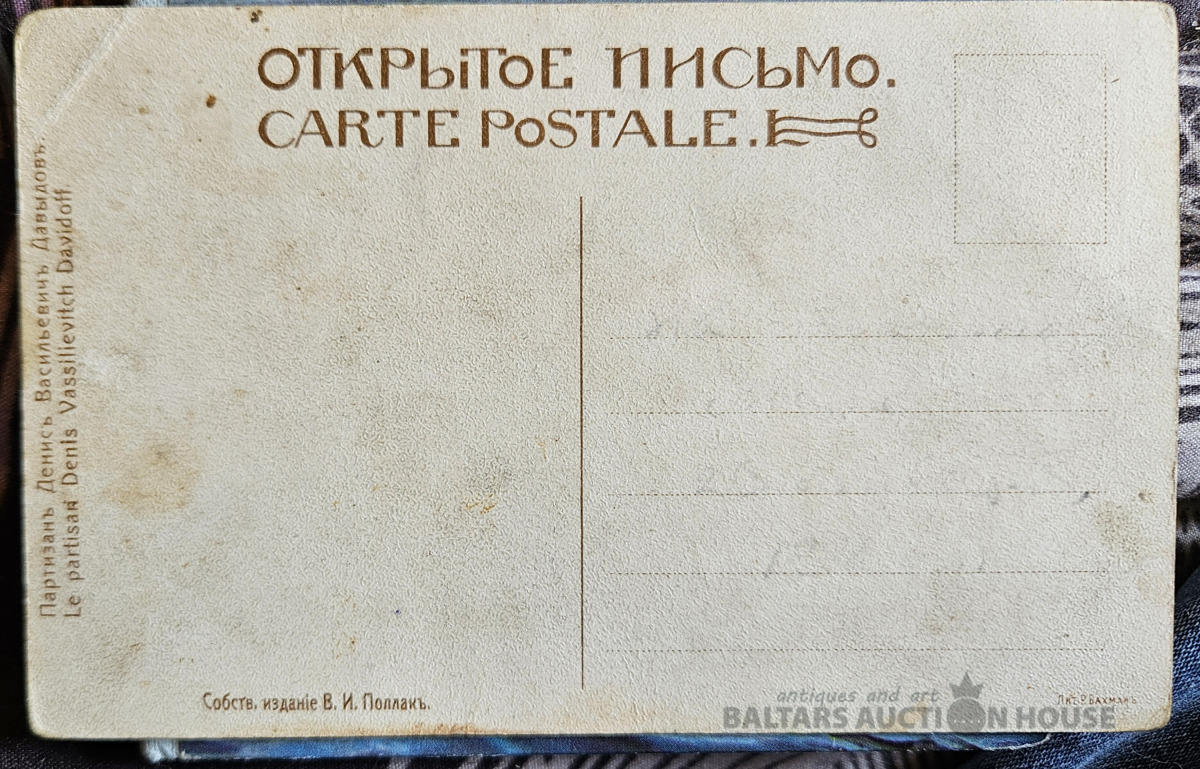 ОТКРЫТОЕ ПИСЬМО.
CARTE POSTALE.
Партизанъ Денисъ Васильевичъ Давыдовъ.
Le partisan Denis Vassilievitch Davidoff
Собств. изданіе В. И. Поллакъ.
Лит. Р. Бахманъ
antiques and art
BALTARS AUCTION HOUSE